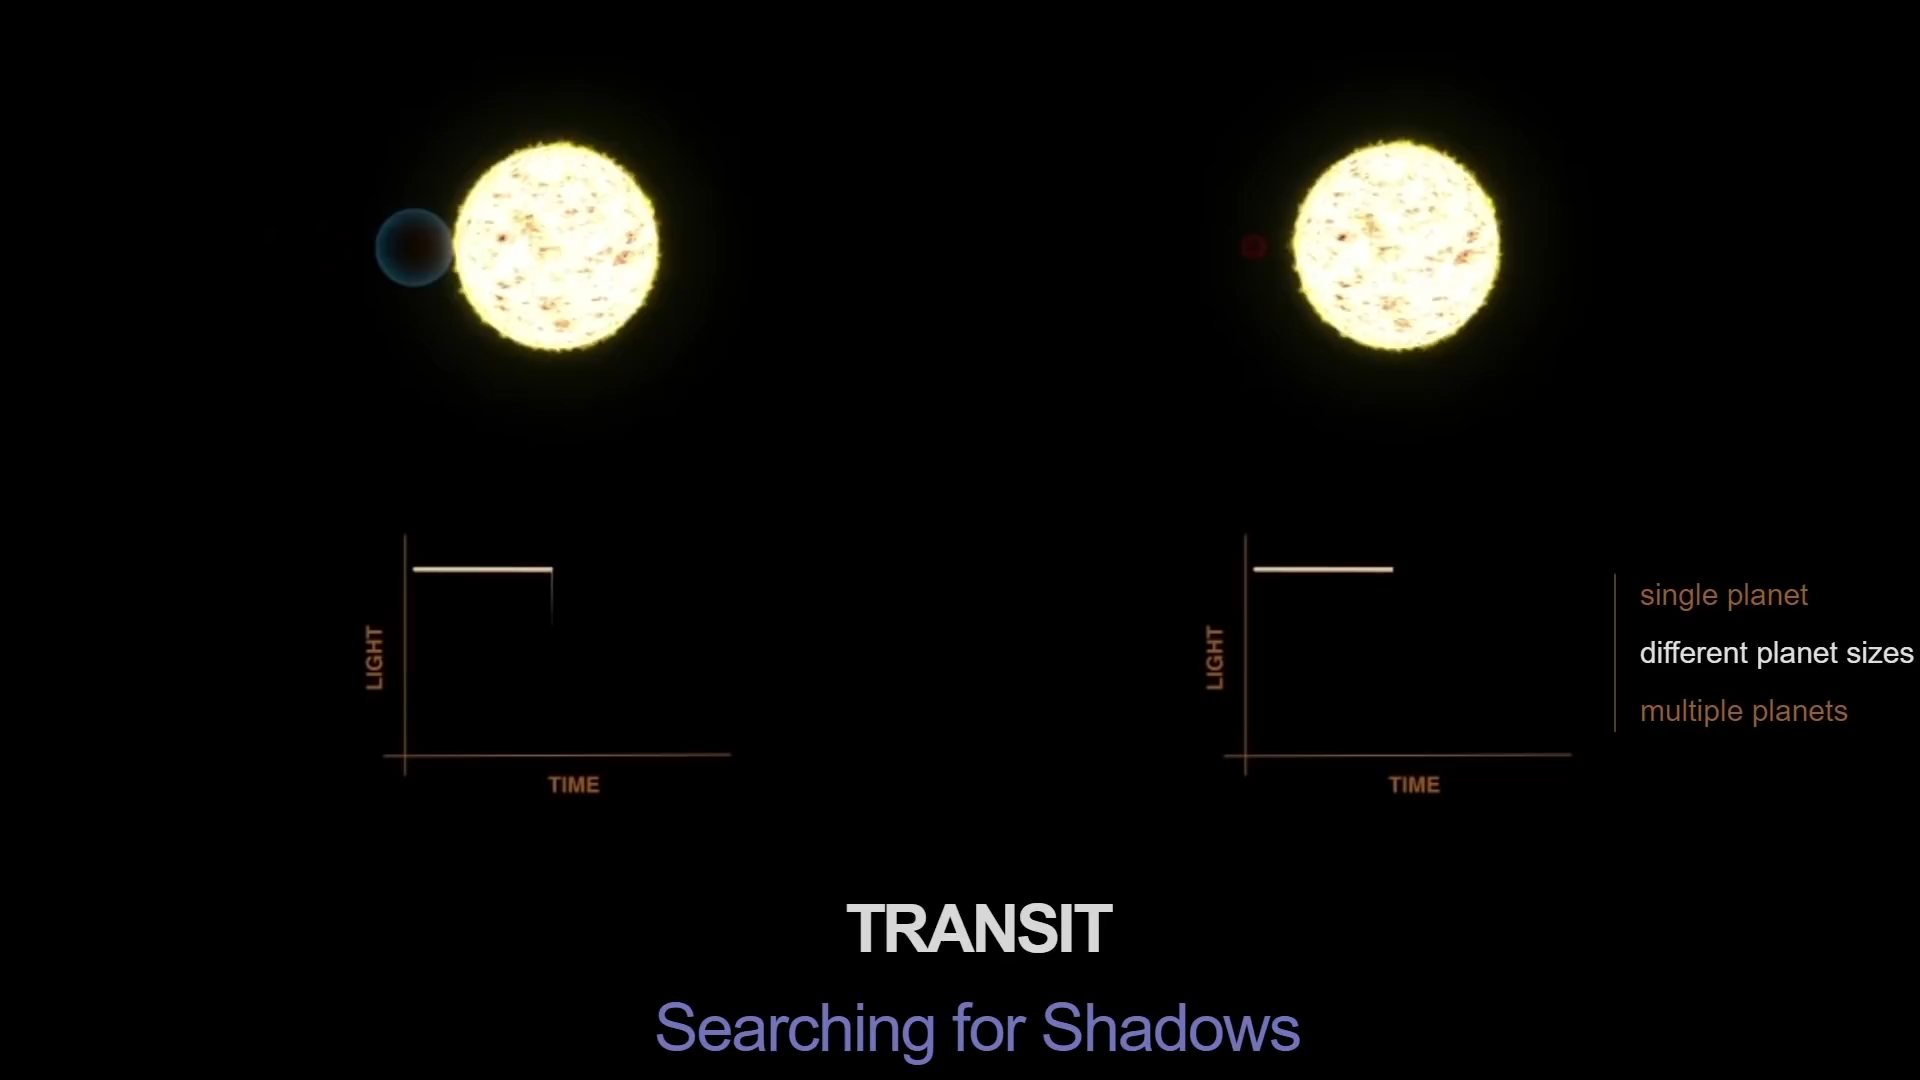 LIGHT
TIME
LIGHT
TIME
single planet
different planet sizes
multiple planets
TRANSIT
Searching for Shadows